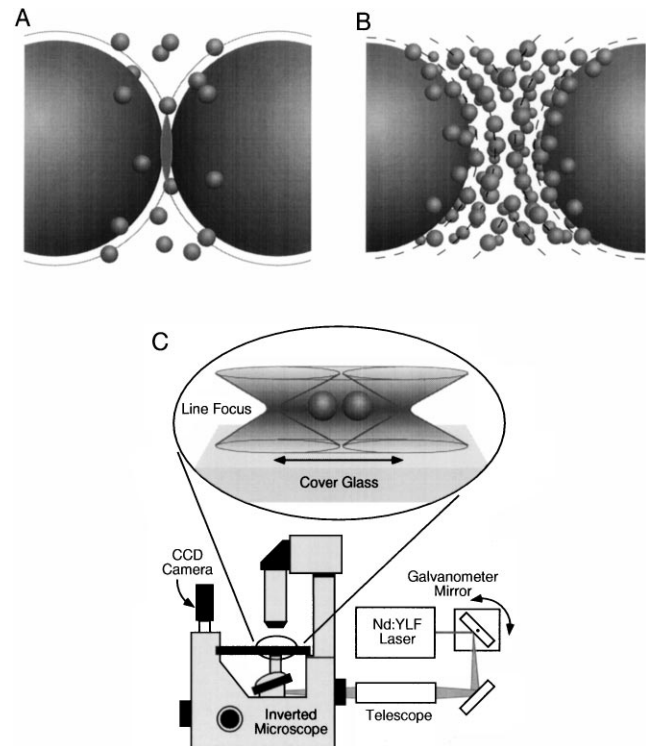 A
B
C
Line Focus
Cover Glass
CCD
Camera
Galvanometer
Mirror
Nd:YLF
Laser
Inverted
Microscope
Telescope